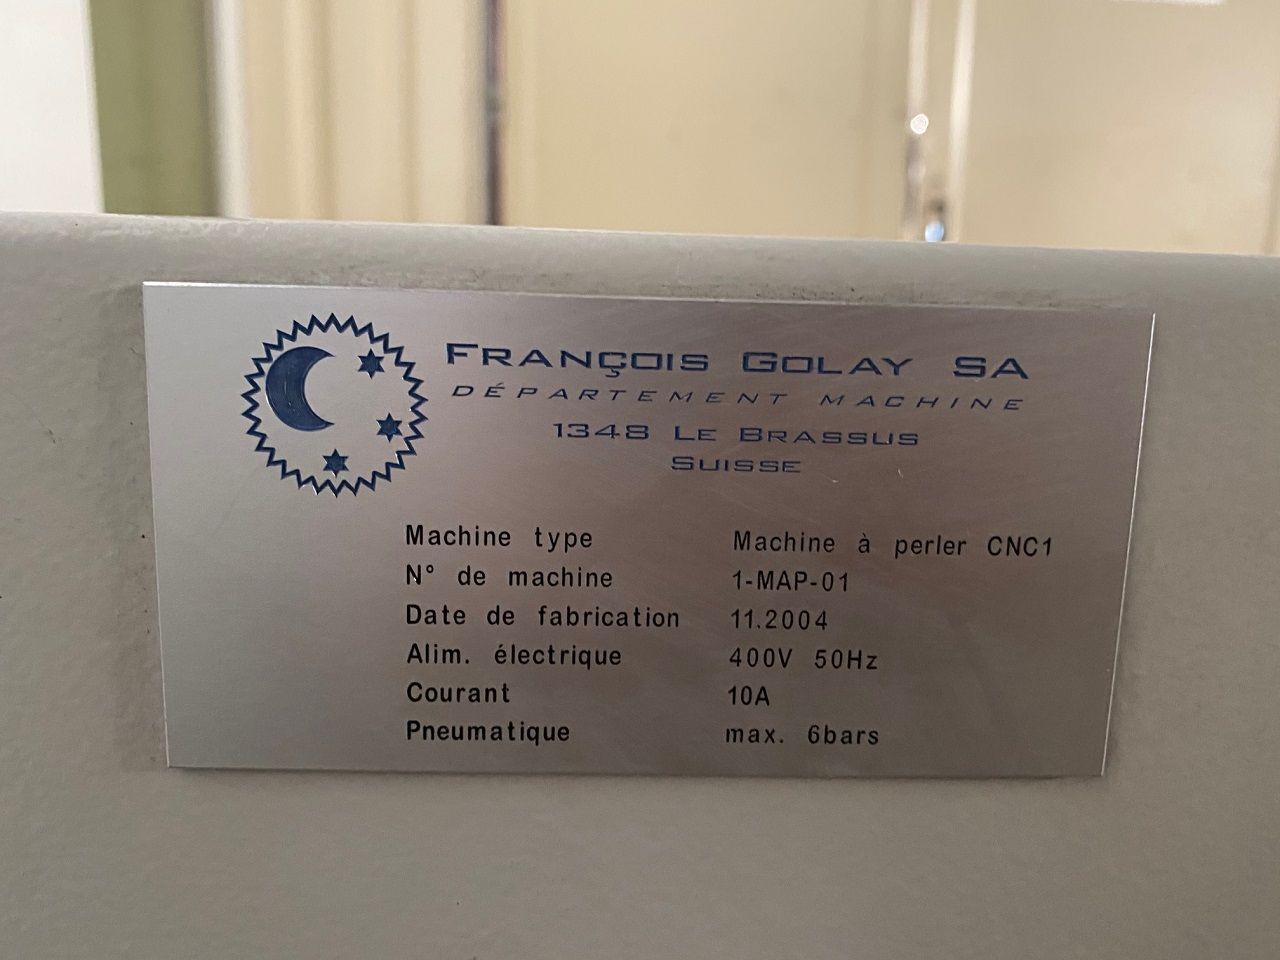 François Golay SA
Département machine
1348 Le Brassus
Suisse
Machine type Machine à perler CNC1
N° de machine 1-MAP-01
Date de fabrication 11.2004
Alim. électrique 400V 50Hz
Courant 10A
Pneumatique max. 6bars